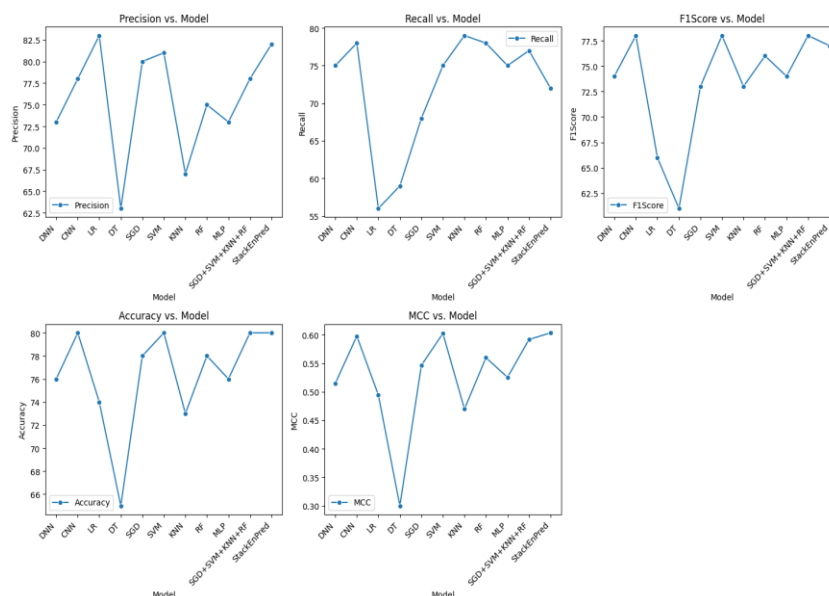 Precision vs. Model
82.5
80.0
77.5
75.0
72.5
70.0
67.5
65.0
62.5
Precision
Precision
DNN
CNN
LR
DT
SGD
SVM
KNN
RF
MLP
SGD+SVM+KNN+RF
StackEnPred
Model
Recall vs. Model
80
75
70
65
60
55
Recall
Recall
DNN
CNN
LR
DT
SGD
SVM
KNN
RF
MLP
SGD+SVM+KNN+RF
StackEnPred
Model
F1Score vs. Model
77.5
75.0
72.5
70.0
67.5
65.0
62.5
F1Score
F1Score
DNN
CNN
LR
DT
SGD
SVM
KNN
RF
MLP
SGD+SVM+KNN+RF
StackEnPred
Model
Accuracy vs. Model
80
78
76
74
72
70
68
66
Accuracy
Accuracy
DNN
CNN
LR
DT
SGD
SVM
KNN
RF
MLP
SGD+SVM+KNN+RF
StackEnPred
Model
MCC vs. Model
0.60
0.55
0.50
0.45
0.40
0.35
0.30
MCC
MCC
DNN
CNN
LR
DT
SGD
SVM
KNN
RF
MLP
SGD+SVM+KNN+RF
StackEnPred
Model